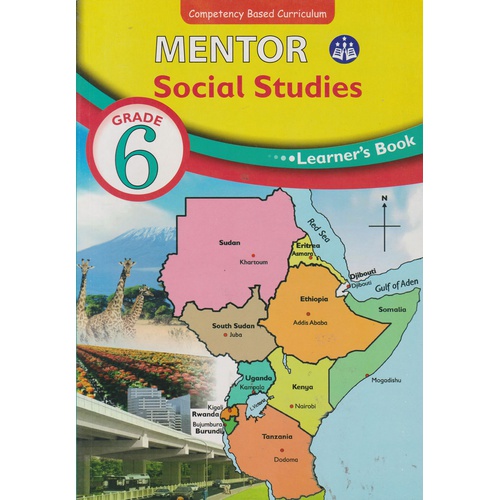 Competency Based Curriculum
MENTOR
Social Studies
GRADE
6
Learner's Book
Red Sea
N
Sudan
Khartoum
Eritrea
Asmara
Djibouti
Djibouti
Gulf of Aden
Ethiopia
Addis Ababa
Somalia
South Sudan
Juba
Uganda
Kampala
Kenya
Mogadishu
Nairobi
L.Victoria
Kigali
Rwanda
Bujumbura
Burundi
Tanzania
Dodoma